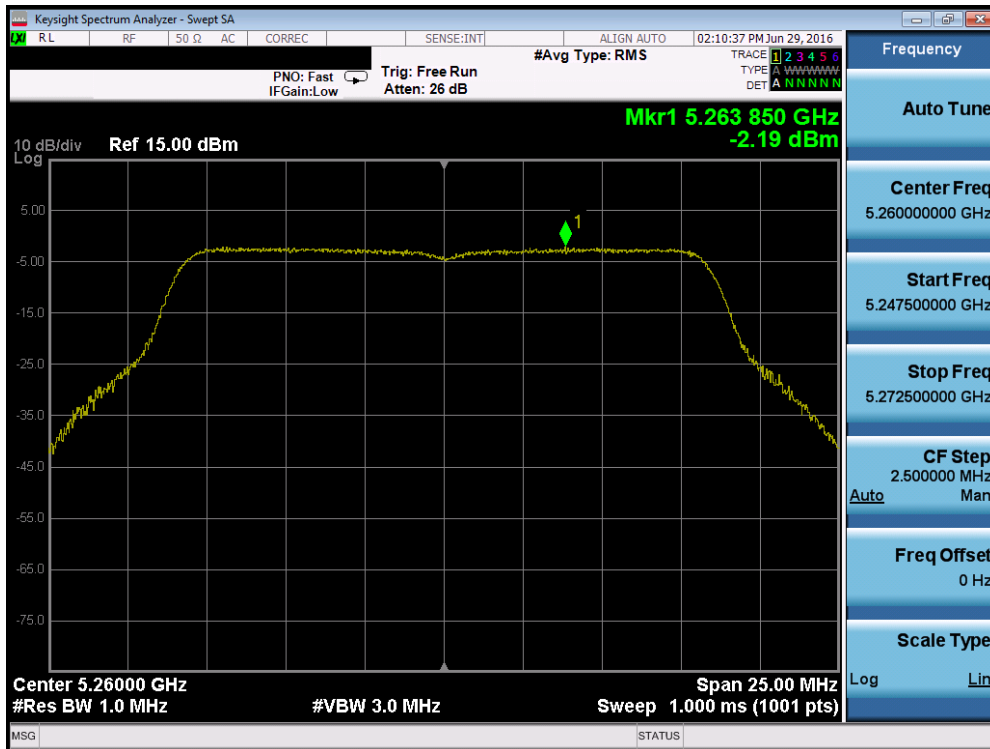 Keysight Spectrum Analyzer - Swept SA
LXI RL RF 50 Ω AC CORREC SENSE:INT ALIGN AUTO 02:10:37 PM Jun 29, 2016
Frequency
#Avg Type: RMS TRACE 1 2 3 4 5 6
PNO: Fast Trig: Free Run TYPE A WWWWW
IFGain:Low Atten: 26 dB DET A N N N N N
Auto Tune
Mkr1 5.263 850 GHz
-2.19 dBm
10 dB/div Ref 15.00 dBm
Log
Center Freq
5.260000000 GHz
5.00
1
-5.00
Start Freq
5.247500000 GHz
-15.0
-25.0
Stop Freq
5.272500000 GHz
-35.0
-45.0
CF Step
2.500000 MHz
Auto Man
-55.0
Freq Offset
0 Hz
-65.0
-75.0
Scale Type
Log Lin
Center 5.26000 GHz Span 25.00 MHz
#Res BW 1.0 MHz #VBW 3.0 MHz Sweep 1.000 ms (1001 pts)
MSG STATUS